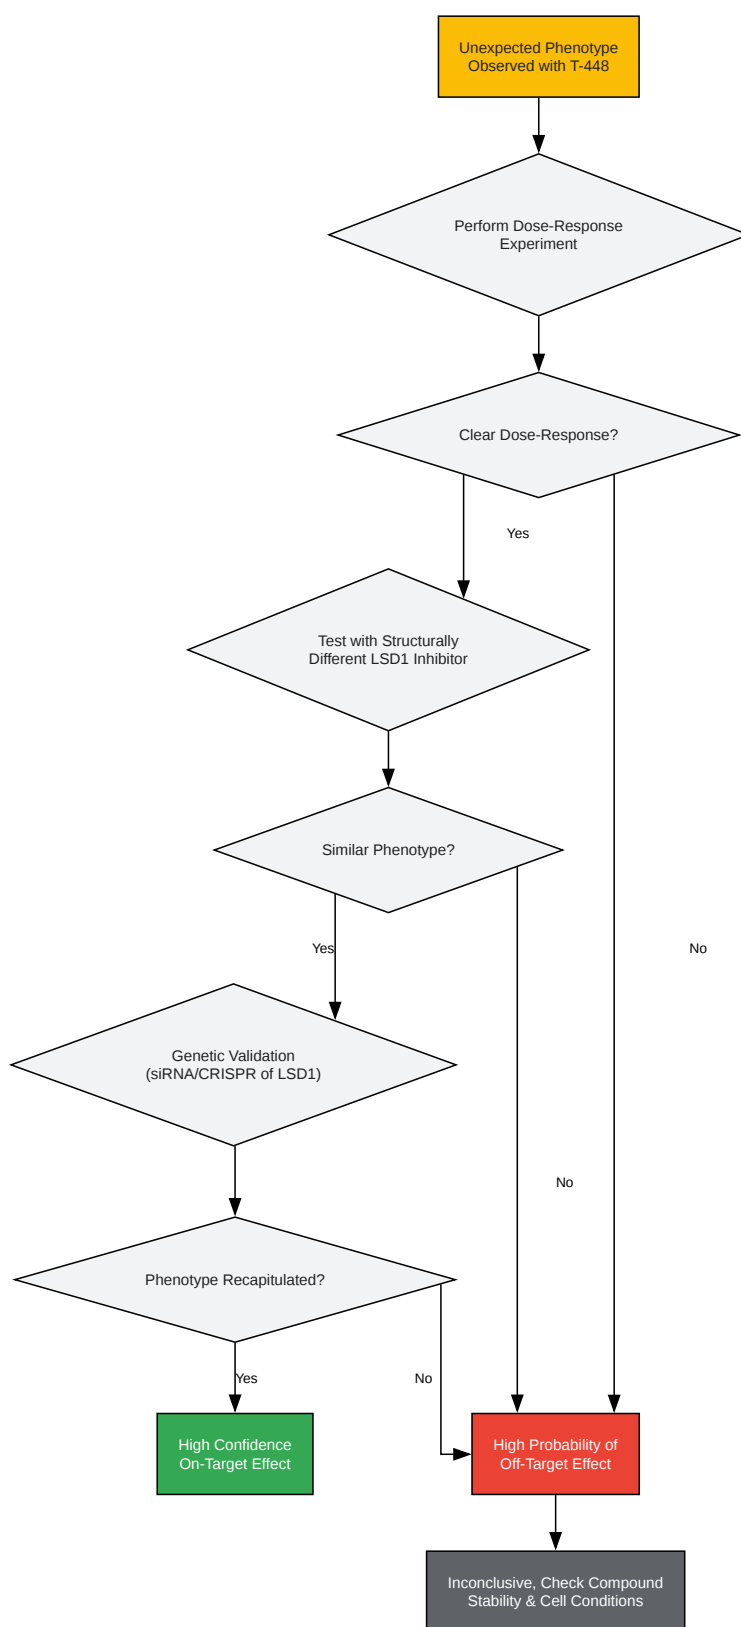 Unexpected Phenotype
Observed with T-448
Perform Dose-Response
Experiment
Clear Dose-Response?
Yes
Test with Structurally
Different LSD1 Inhibitor
Similar Phenotype?
Yes
No
Genetic Validation
(siRNA/CRISPR of LSD1)
No
Phenotype Recapitulated?
Yes
No
High Confidence
On-Target Effect
High Probability of
Off-Target Effect
Inconclusive, Check Compound
Stability & Cell Conditions